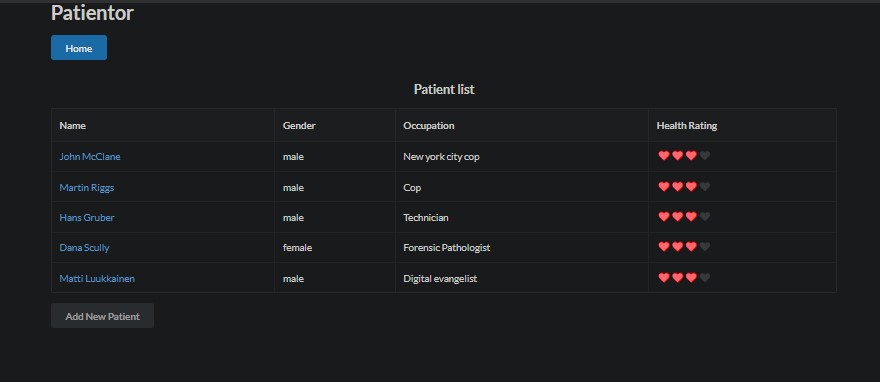 Patientor
Home
Patient list
Name Gender Occupation Health Rating
John McClane male New york city cop
Martin Riggs male Cop
Hans Gruber male Technician
Dana Scully female Forensic Pathologist
Matti Luukkainen male Digital evangelist
Add New Patient